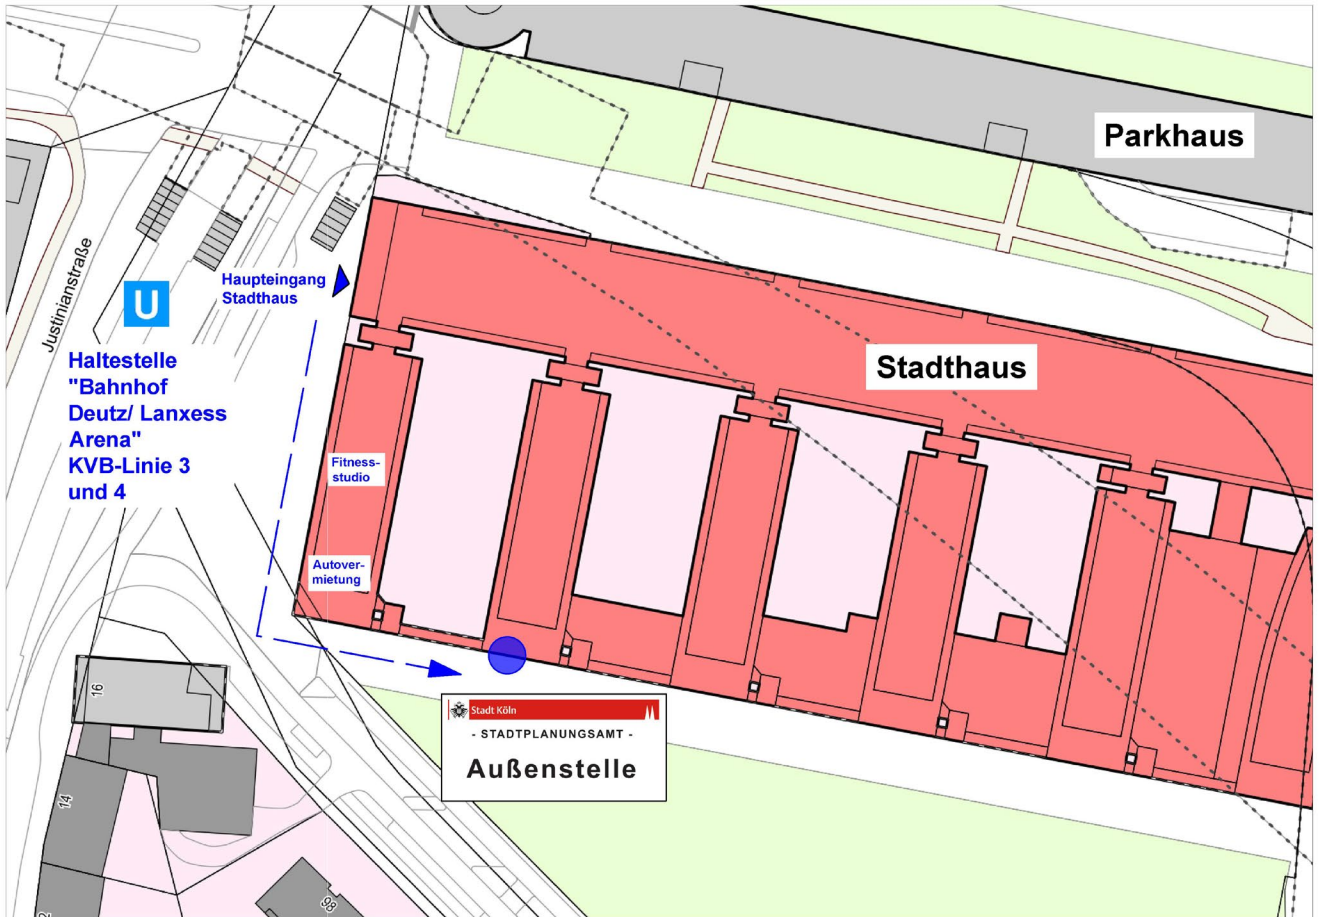 Parkhaus
Justinianstraße
Haupteingang
Stadthaus
U
Haltestelle
"Bahnhof
Deutz/ Lanxess
Arena"
KVB-Linie 3
und 4
Stadthaus
Fitness-
studio
Autover-
mietung
Stadt Köln
- STADTPLANUNGSAMT -
Außenstelle
16
14
98